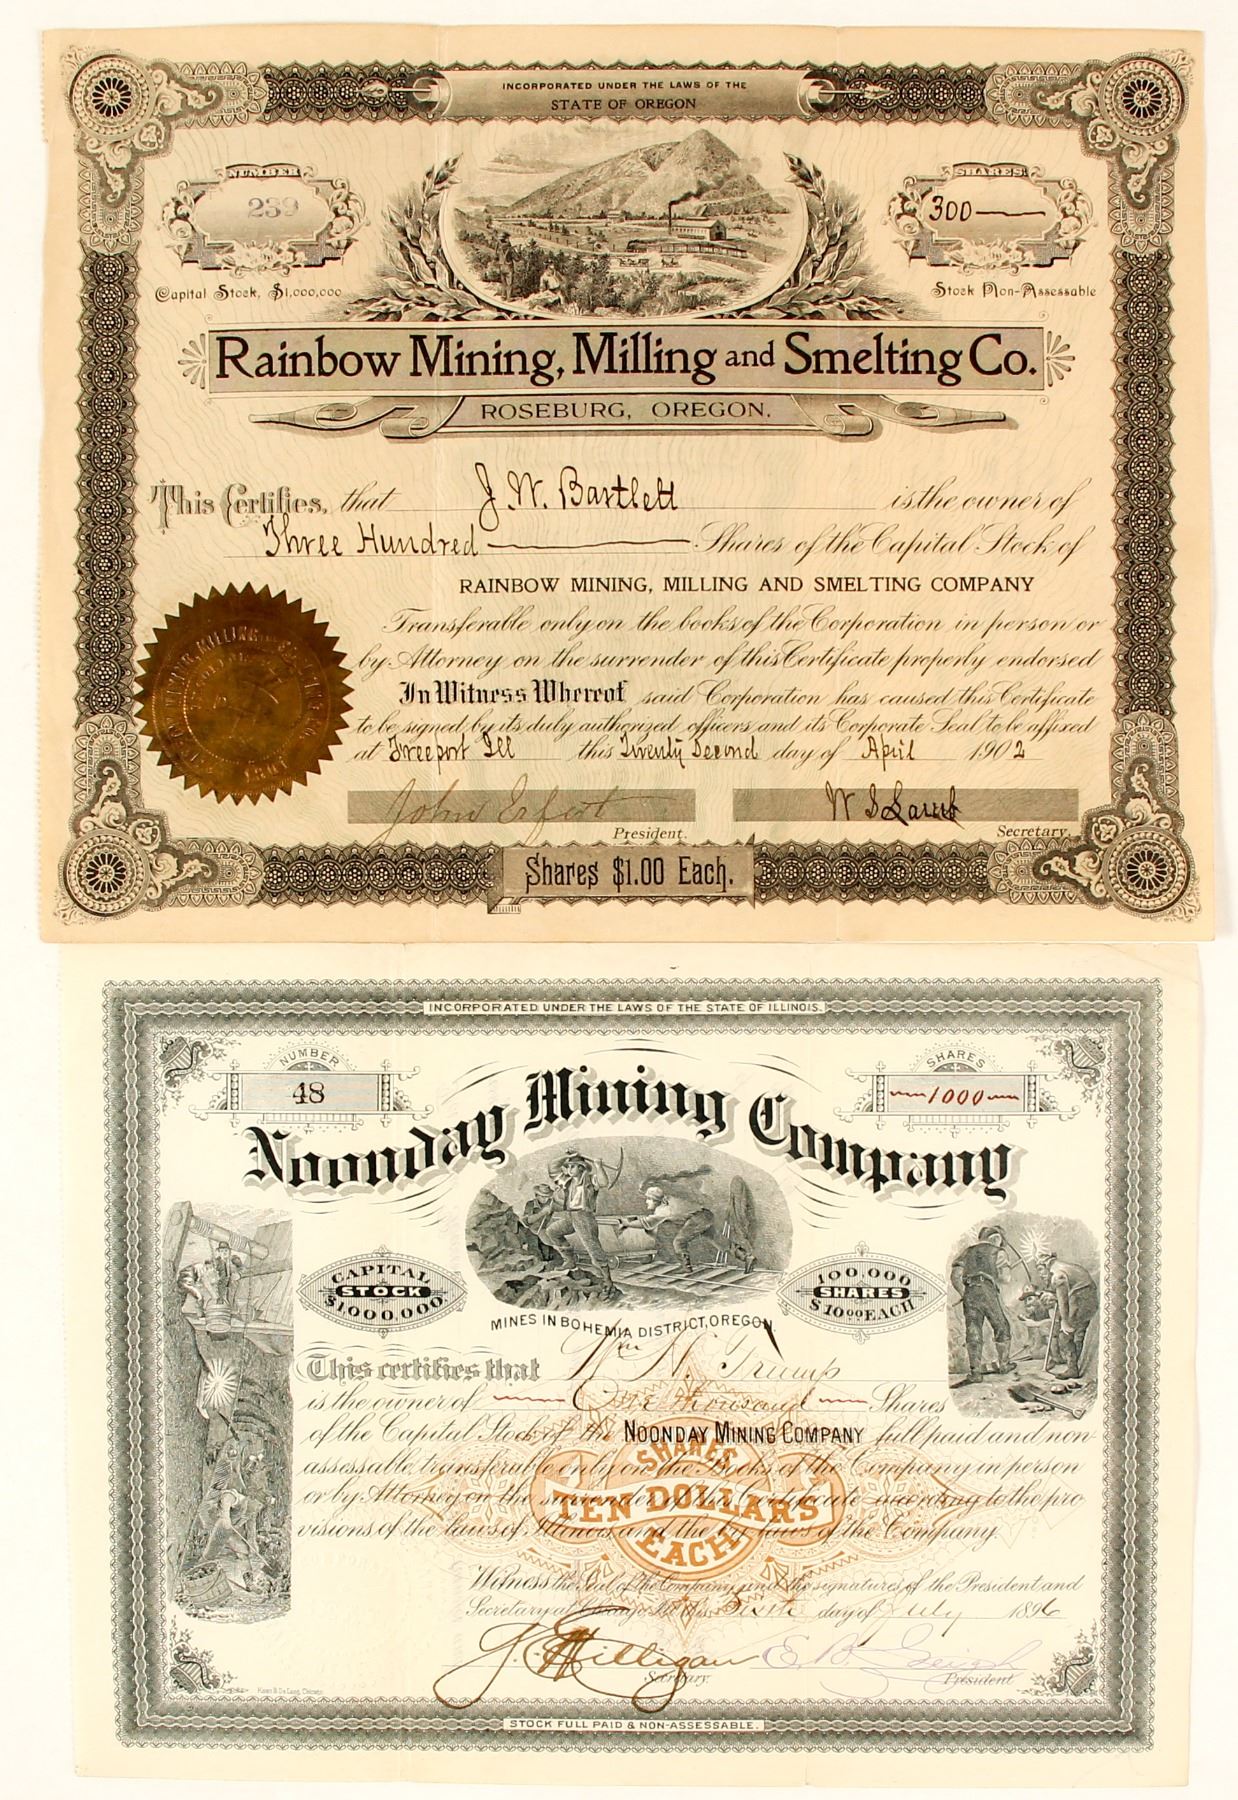 INCORPORATED UNDER THE LAWS OF THE
STATE OF OREGON
NUMBER
239
SHARES
300
Capital Stock, $1,000,000
Stock Non-Assessable
Rainbow Mining, Milling and Smelting Co.
ROSEBURG, OREGON.
This Certifies, that J. W. Bartlett is the owner of
Three Hundred Shares of the Capital Stock of
RAINBOW MINING, MILLING AND SMELTING COMPANY
Transferable only on the books of the Corporation in person or
by Attorney on the surrender of this Certificate properly endorsed
In Witness Whereof said Corporation has caused this Certificate
to be signed by its duly authorized officers and its Corporate Seal to be affixed
at Freeport Ill this Twenty Second day of April 1902
John Erfert
President.
W S Lamb
Secretary.
Shares $1.00 Each.
INCORPORATED UNDER THE LAWS OF THE STATE OF ILLINOIS.
NUMBER
48
SHARES
1000
Noonday Mining Company
CAPITAL
STOCK
$1,000,000
100,000
SHARES
$10.00 EACH
MINES IN BOHEMIA DISTRICT, OREGON
This certifies that Wm N. Trump
is the owner of One thousand Shares
of the Capital Stock of the NOONDAY MINING COMPANY full paid and non
assessable, transferable only on the Books of the Company in person
or by Attorney on the surrender of this Certificate according to the pro
visions of the laws of Illinois and the by laws of the Company.
SHARES
TEN DOLLARS
EACH
Witness the Seal of the Company and the signatures of the President and
Secretary at Chicago Ill this Sixth day of July 1896
Milligan
Secretary.
E. B.
President
STOCK FULL PAID & NON-ASSESSABLE.